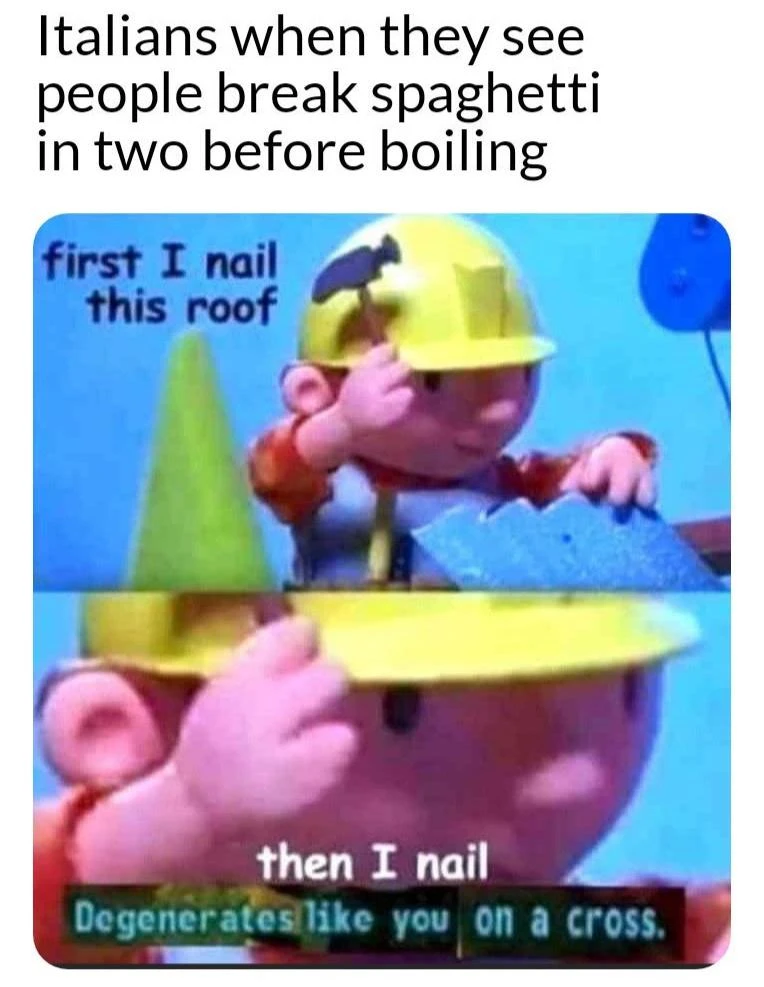 Italians when they see
people break spaghetti
in two before boiling
first I nail
this roof
then I nail
Degenerates like you on a cross.